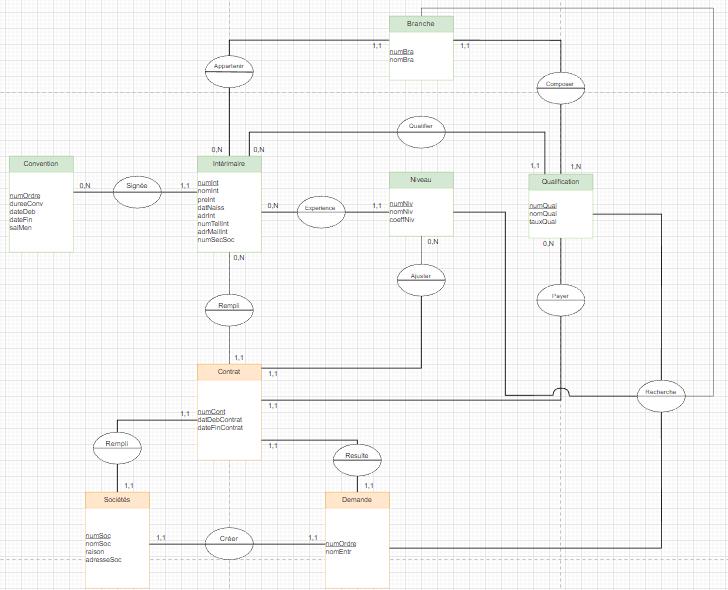 Branche
1,1
1,1
numBra
nomBra
Appartenir
Composer
Qualifier
0,N
0,N
1,1
1,N
Convention
Intérimaire
Niveau
Qualification
0,N
Signée
1,1
numOrdre
dureeConv
dateDeb
dateFin
salMen
numInt
nomInt
preInt
datNaiss
adrInt
numTelInt
adrMailInt
numSecSoc
0,N
Experience
1,1
numNiv
nomNiv
coeffNiv
numQual
nomQual
tauxQual
0,N
0,N
0,N
Rempli
Ajuster
Payer
1,1
Contrat
1,1
Recherche
1,1
1,1
numCont
datDebContrat
dateFinContrat
Rempli
1,1
Resulte
1,1
1,1
Sociétés
Demande
numSoc
nomSoc
raison
adresseSoc
1,1
Créer
1,1
numOrdre
nomEntr